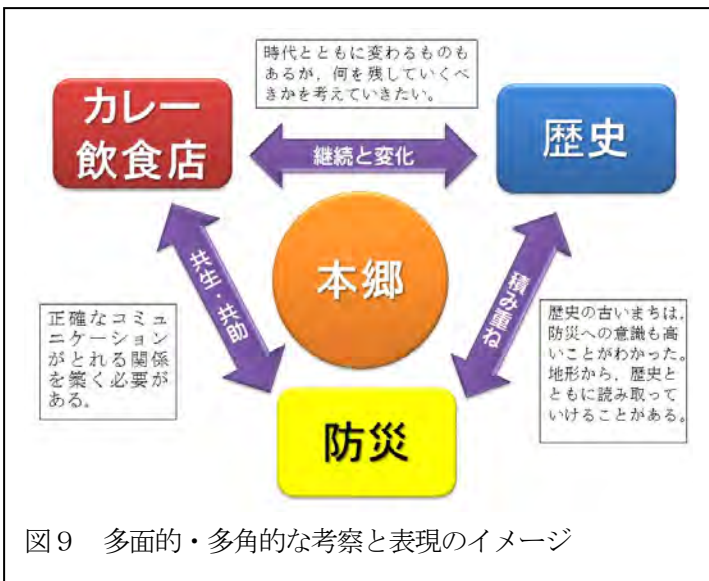 時代とともに変わるものも
あるが，何を残していくべ
きかを考えていきたい。
カレー
飲食店
継続と変化
歴史
本郷
共生・共助
積み重ね
正確なコミュ
ニケーション
がとれる関係
を築く必要が
ある。
歴史の古いまちは，
防災への意識も高
いことがわかった。
地形から，歴史と
ともに読み取って
いけることがある。
防災
図９　多面的・多角的な考察と表現のイメージ